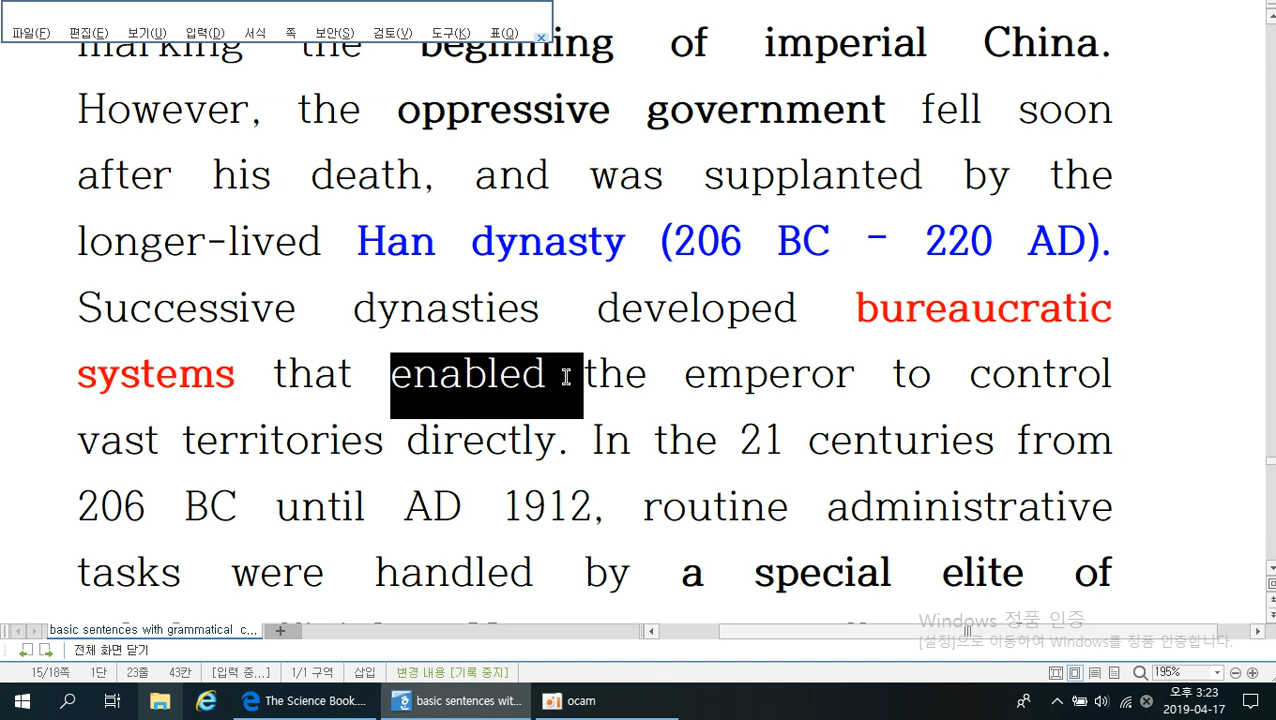 파일(F) 편집(E) 보기(U) 입력(D) 서식 쪽 보안(S) 검토(V) 도구(K) 표(Q)
marking the beginning of imperial China.
However, the oppressive government fell soon
after his death, and was supplanted by the
longer-lived Han dynasty (206 BC - 220 AD).
Successive dynasties developed bureaucratic
systems that enabled the emperor to control
vast territories directly. In the 21 centuries from
206 BC until AD 1912, routine administrative
tasks were handled by a special elite of
Windows 정품 인증
[설정]으로 이동하여 Windows를 정품 인증합니다.
basic sentences with grammatical c...
전체 화면 닫기
15/18쪽 1단 23줄 43칸 [입력 중...] 1/1 구역 삽입 변경 내용 [기록 중지] 195%
The Science Book.... basic sentences wit... ocam 오후 3:23
2019-04-17